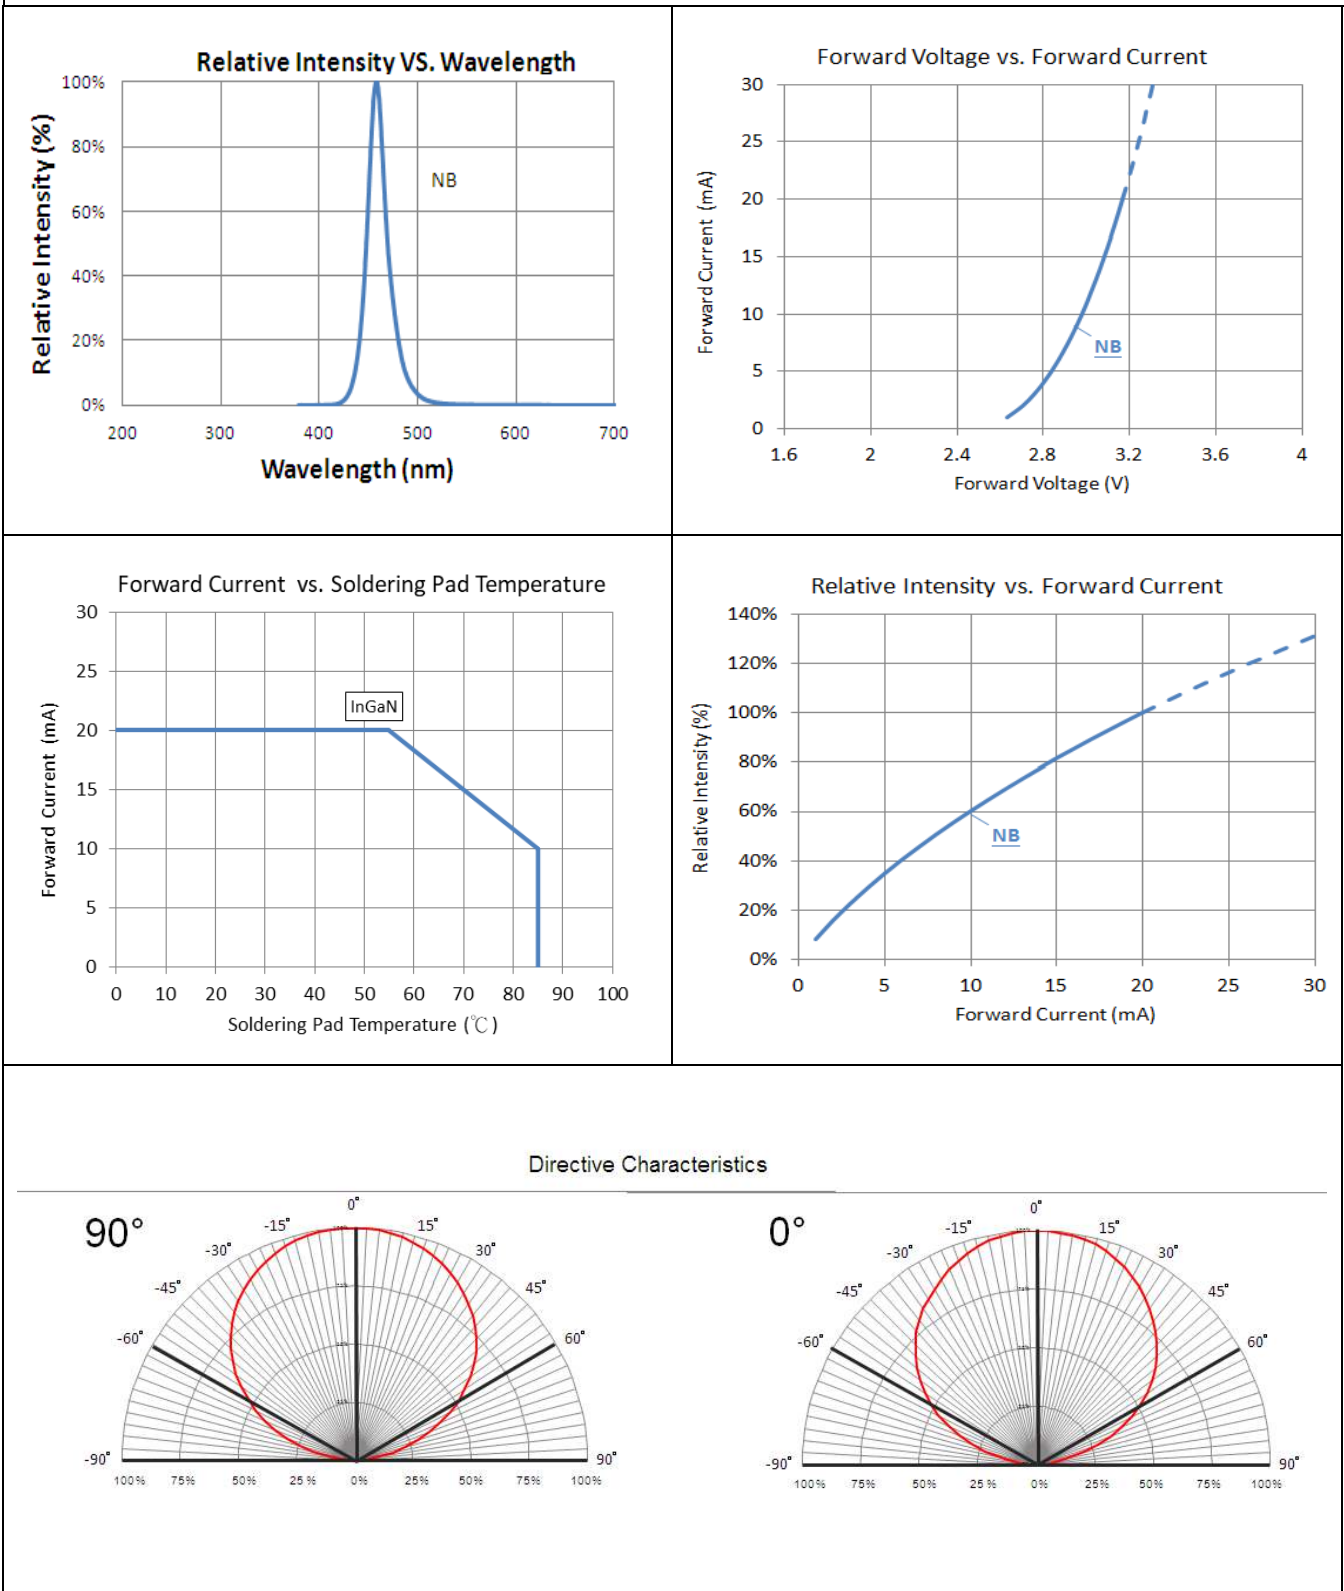 Relative Intensity VS. Wavelength
Relative Intensity (%)
100%
80%
60%
40%
20%
0%
NB
200 300 400 500 600 700
Wavelength (nm)
Forward Voltage vs. Forward Current
Forward Current (mA)
30
25
20
15
10
5
0
NB
1.6 2 2.4 2.8 3.2 3.6 4
Forward Voltage (V)
Forward Current vs. Soldering Pad Temperature
Forward Current (mA)
30
25
20
15
10
5
0
InGaN
0 10 20 30 40 50 60 70 80 90 100
Soldering Pad Temperature (℃)
Relative Intensity vs. Forward Current
Relative Intensity (%)
140%
120%
100%
80%
60%
40%
20%
0%
NB
0 5 10 15 20 25 30
Forward Current (mA)
Directive Characteristics
90°
0°
-15° 15°
-30° 30°
-45° 45°
-60° 60°
-90° 90°
100% 75% 50% 25 % 0% 25% 50% 75% 100%
0°
0°
-15° 15°
-30° 30°
-45° 45°
-60° 60°
-90° 90°
100% 75% 50% 25 % 0% 25% 50% 75% 100%